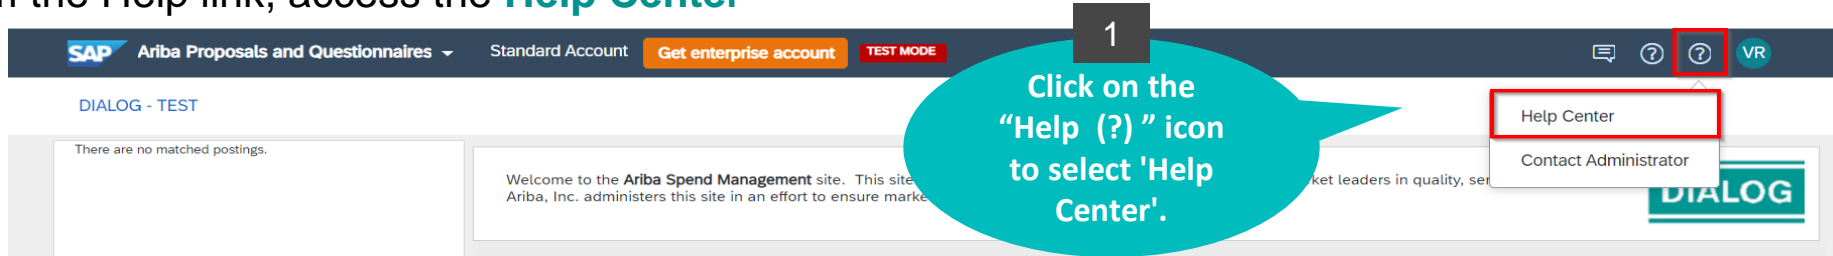 the Help link, access the Help Center
1
SAP Ariba Proposals and Questionnaires Standard Account Get enterprise account TEST MODE ? ? VR
Click on the
“Help (?) ” icon
to select 'Help
Center'.
DIALOG - TEST
Help Center
Contact Administrator
There are no matched postings.
Welcome to the Ariba Spend Management site. This site
ket leaders in quality, ser
Ariba, Inc. administers this site in an effort to ensure marke
DIALOG